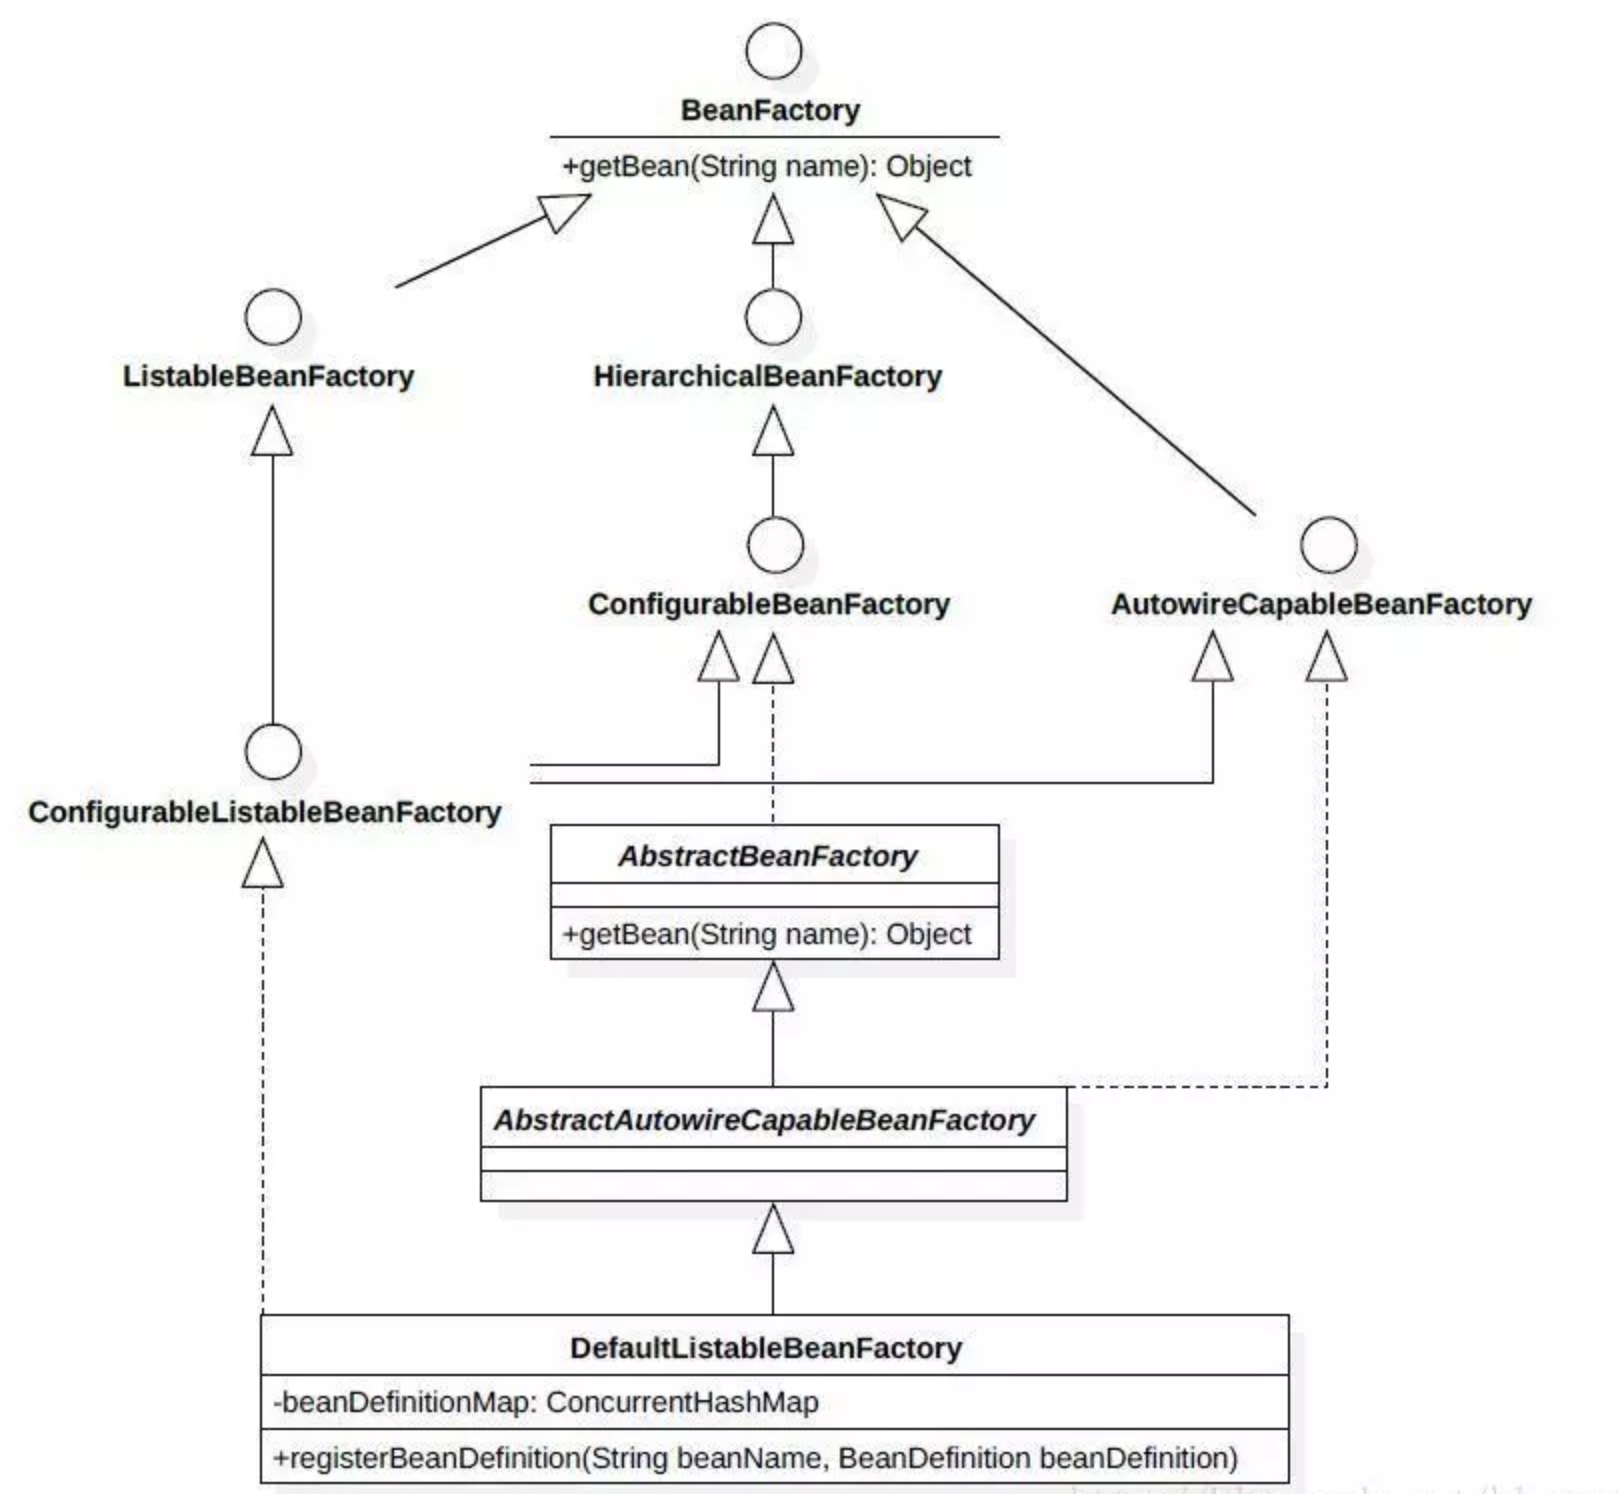 BeanFactory
+getBean(String name): Object
ListableBeanFactory
HierarchicalBeanFactory
ConfigurableBeanFactory
AutowireCapableBeanFactory
ConfigurableListableBeanFactory
AbstractBeanFactory
+getBean(String name): Object
AbstractAutowireCapableBeanFactory
DefaultListableBeanFactory
-beanDefinitionMap: ConcurrentHashMap
+registerBeanDefinition(String beanName, BeanDefinition beanDefinition)